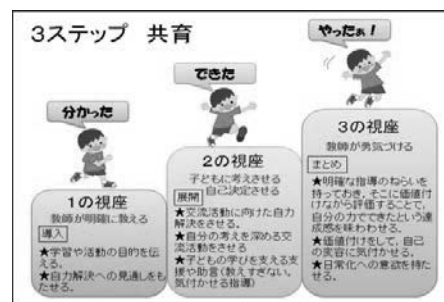 3ステップ 共育
分かった
できた
やったぁ！
1の視座
教師が明確に教える
導入
★学習や活動の目的を伝
える。
★自力解決への見通しをも
たせる。
2の視座
子どもに考えさせる
自己決定させる
展開
★交流活動に向けた自力
解決をさせる。
★自分の考えを深める交
流活動をさせる
★子どもの学びを支える支
援や助言（教えすぎない。
気付かせる指導）
3の視座
教師が勇気づける
まとめ
★明確な指導のねらいを
持っておき、そこに価値付
けながら評価することで、
自分の力でできたという達
成感を味わわせる。
★価値付けをして、自己
の変容に気付かせる。
★日常化への意欲を持た
せる。